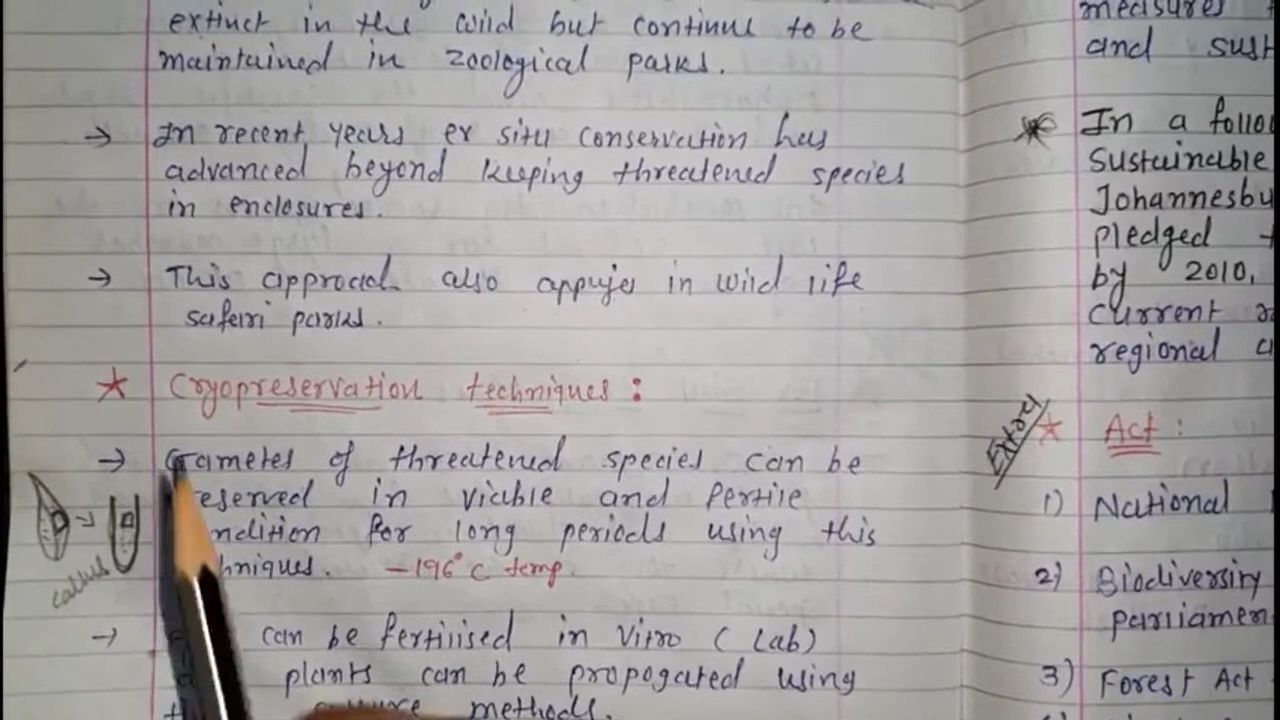 extinct in the wild but continue to be
maintained in zoological parks.
→ In recent years ex situ conservation has
advanced beyond keeping threatened species
in enclosures.
→ This approach also in wild life
safari parks.
★ Cryopreservation techniques:
→ Gametes of threatened species can be
eserved in viable and fertile
ndition for long periods using this
hniques. -196°C temp.
callus
→ can be fertilised in vitro (Lab)
plants can be propogated using
methods.
measures
and sust
In a follo
Sustainable
Johannesbu
pledged
by 2010,
current
regional
Extra
★ Act:
1) National
2) Biodiversity
parliamen
3) Forest Act